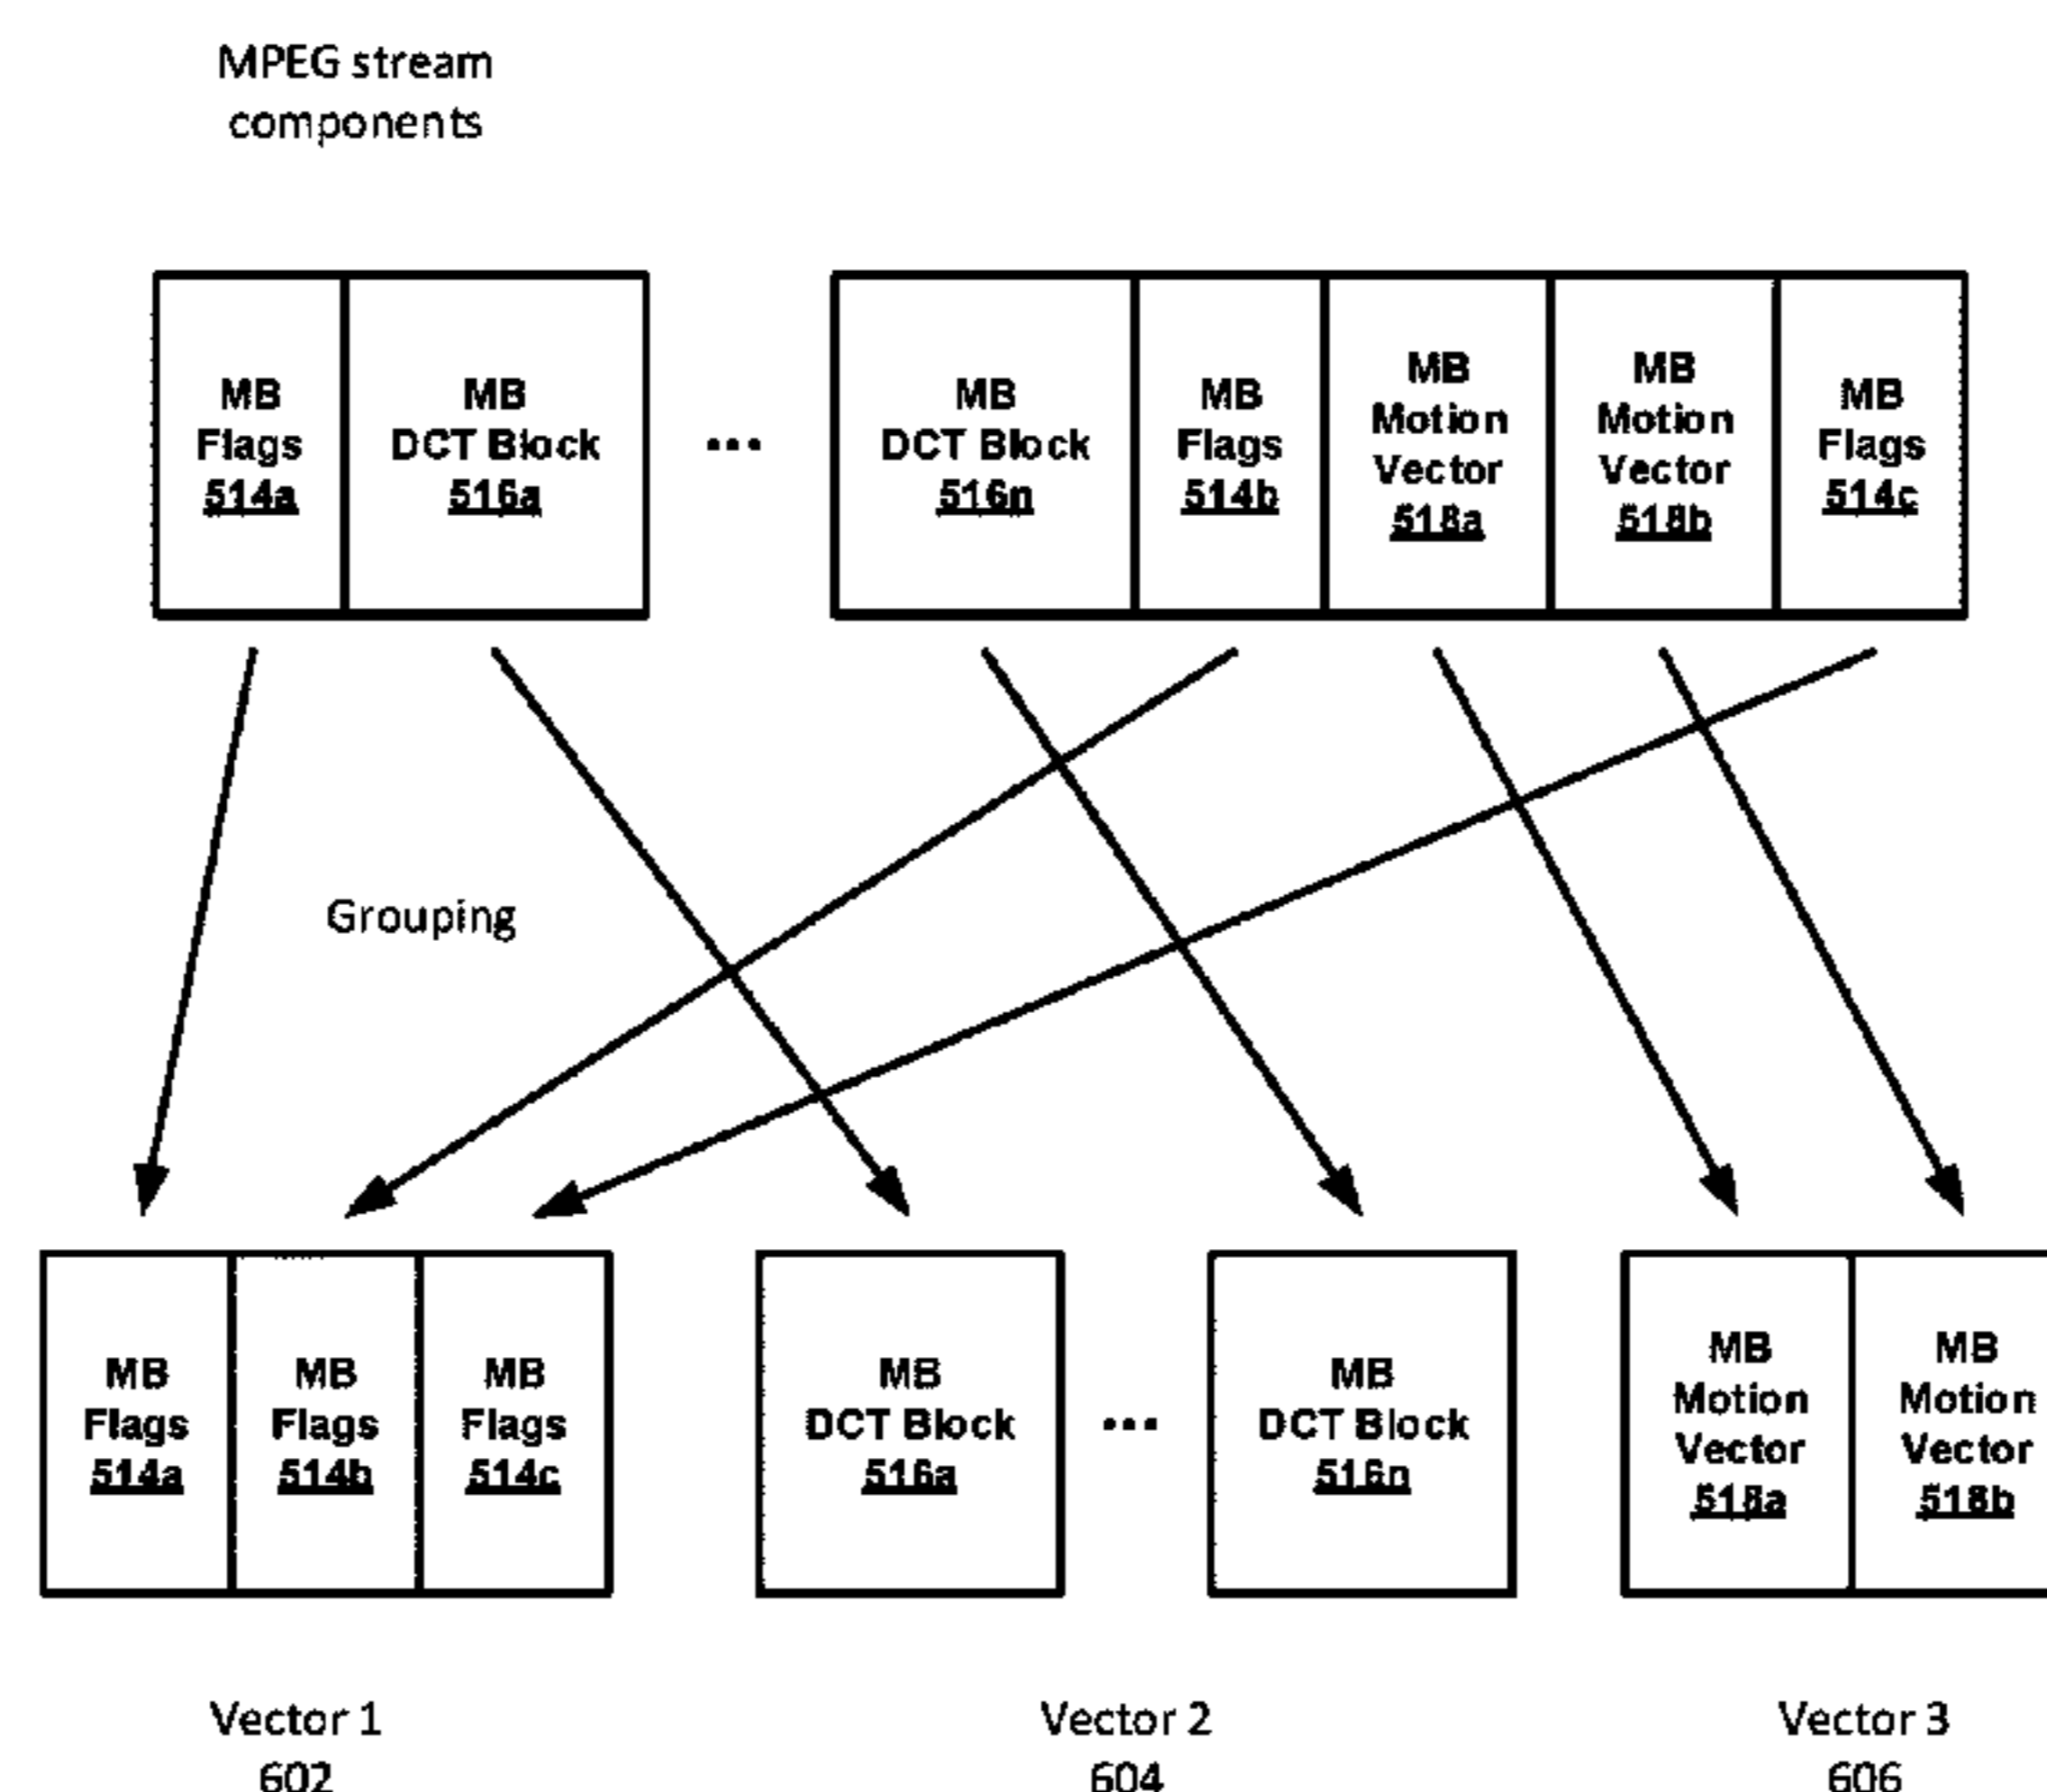 MPEG stream
components
MB
Flags
514a
MB
DCT Block
516a
...
MB
DCT Block
516n
MB
Flags
514b
MB
Motion
Vector
518a
MB
Motion
Vector
518b
MB
Flags
514c
Grouping
MB
Flags
514a
MB
Flags
514b
MB
Flags
514c
MB
DCT Block
516a
...
MB
DCT Block
516n
MB
Motion
Vector
518a
MB
Motion
Vector
518b
Vector 1
602
Vector 2
604
Vector 3
606